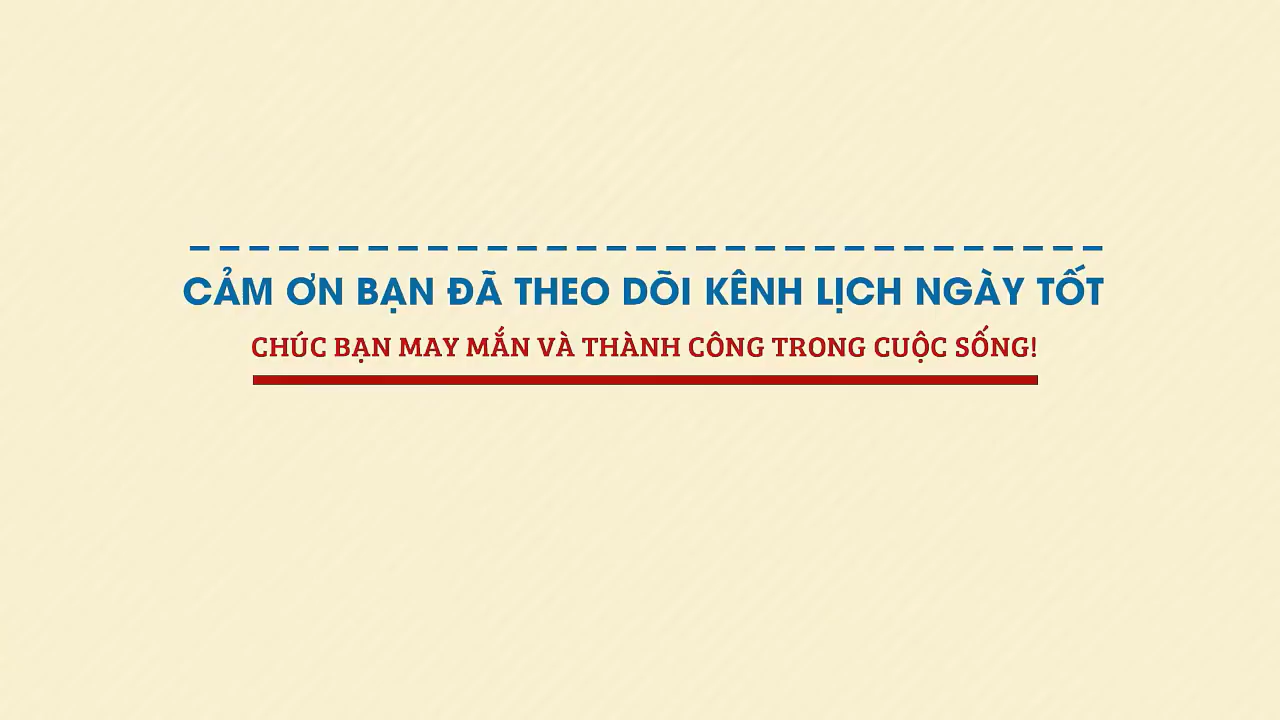 CẢM ƠN BẠN ĐÃ THEO DÕI KÊNH LỊCH NGÀY TỐT
CHÚC BẠN MAY MẮN VÀ THÀNH CÔNG TRONG CUỘC SỐNG!